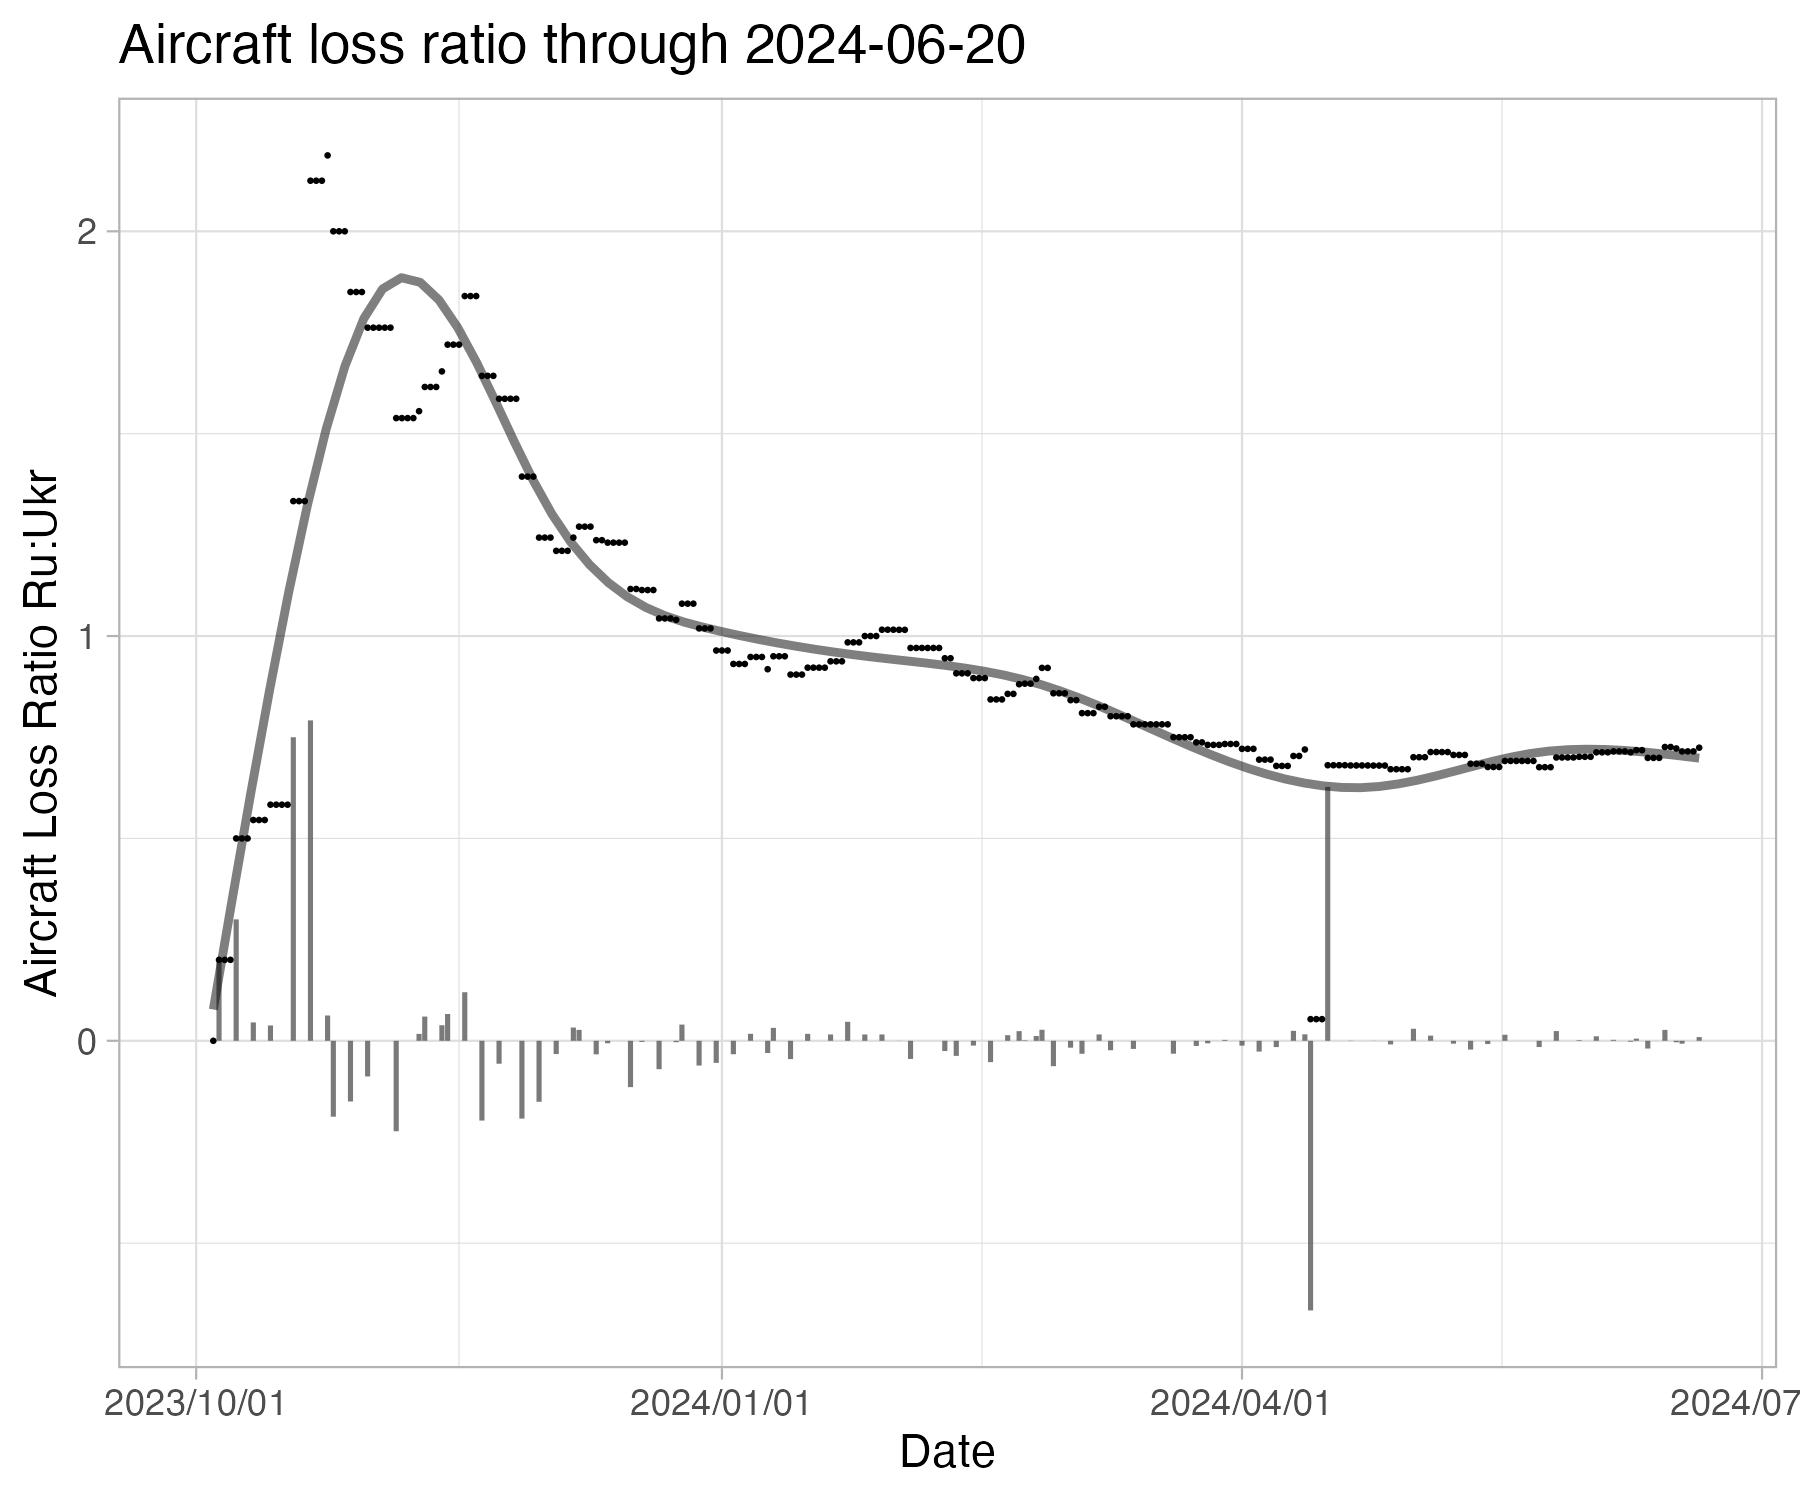 Aircraft loss ratio through 2024-06-20
Aircraft Loss Ratio Ru:Ukr
2
1
0
2023/10/01
2024/01/01
2024/04/01
2024/07
Date